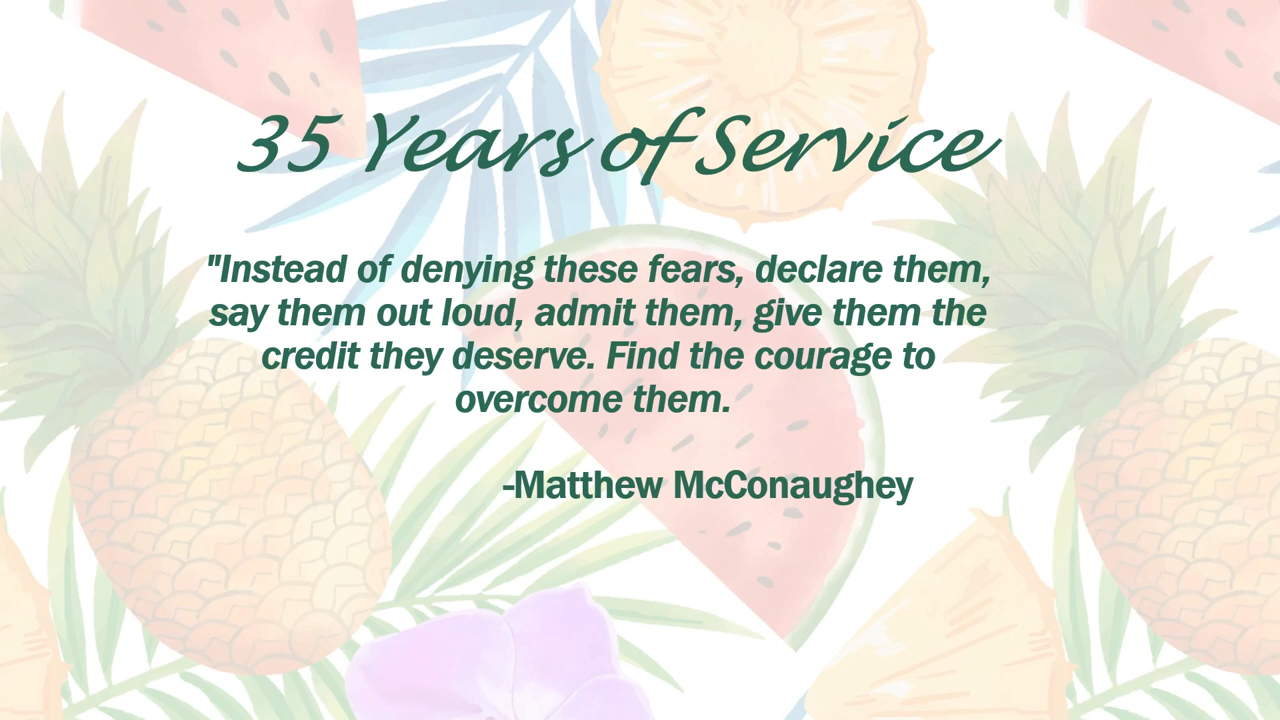 35 Years of Service
"Instead of denying these fears, declare them,
say them out loud, admit them, give them the
credit they deserve. Find the courage to
overcome them.
-Matthew McConaughey